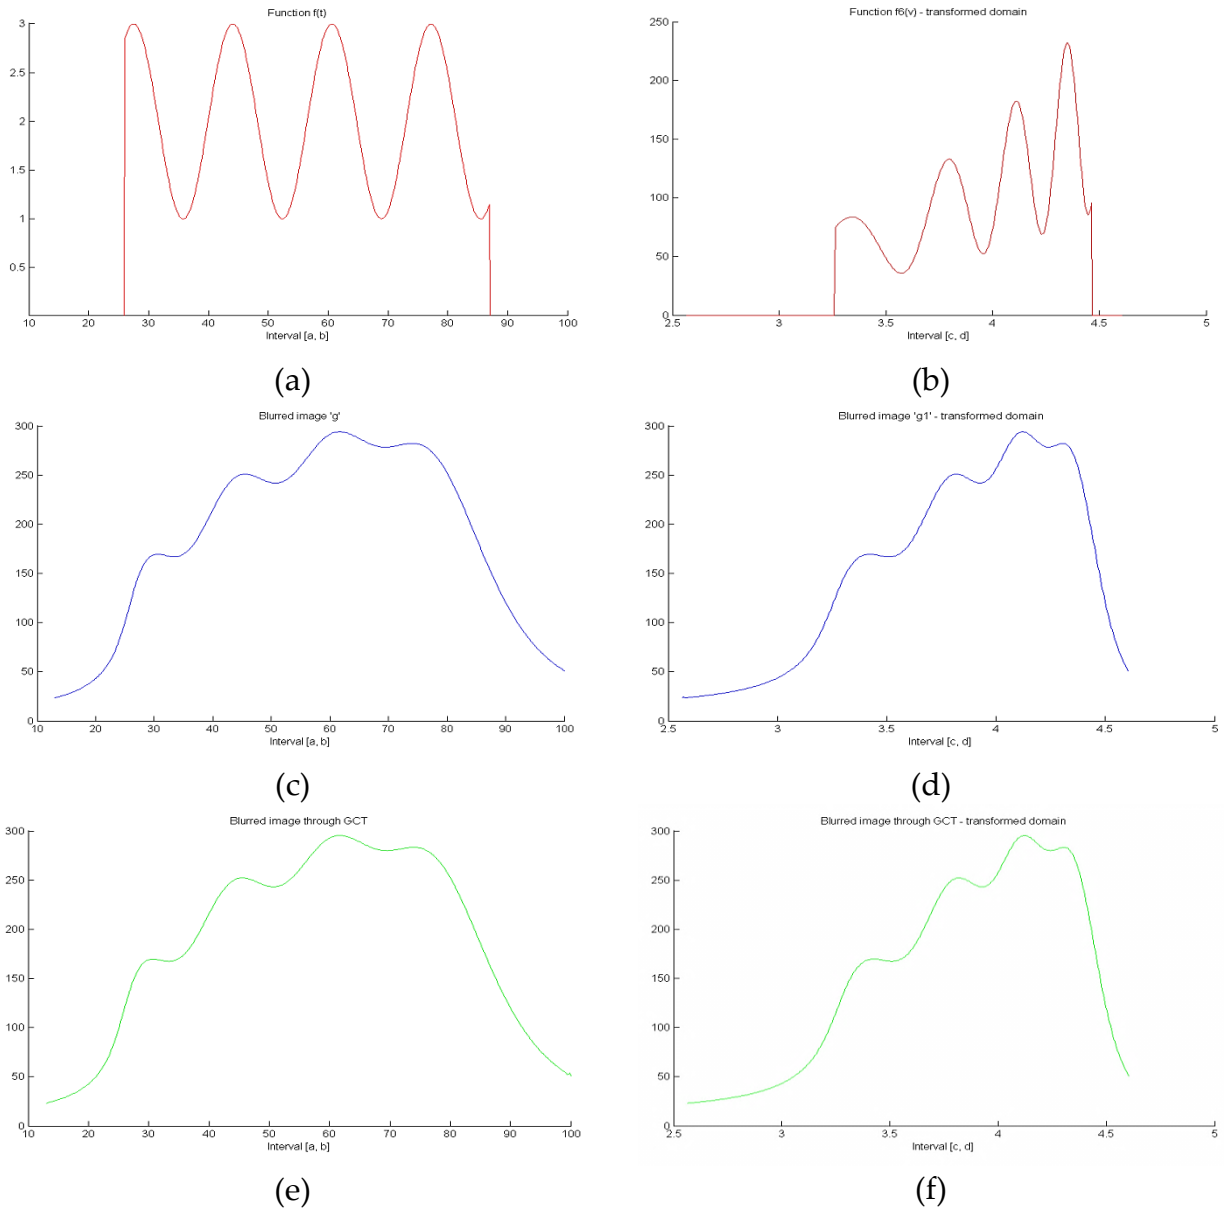 Function f(t)
3
2.5
2
1.5
1
0.5
10 20 30 40 50 60 70 80 90 100
Interval [a, b]
(a)
Function f6(v) - transformed domain
250
200
150
100
50
0
2.5 3 3.5 4 4.5 5
Interval [c, d]
(b)
Blurred image 'g'
300
250
200
150
100
50
0
10 20 30 40 50 60 70 80 90 100
Interval [a, b]
(c)
Blurred image 'g1' - transformed domain
300
250
200
150
100
50
0
2.5 3 3.5 4 4.5 5
Interval [c, d]
(d)
Blurred image through GCT
300
250
200
150
100
50
0
10 20 30 40 50 60 70 80 90 100
Interval [a, b]
(e)
Blurred image through GCT - transformed domain
300
250
200
150
100
50
0
2.5 3 3.5 4 4.5 5
Interval [c, d]
(f)